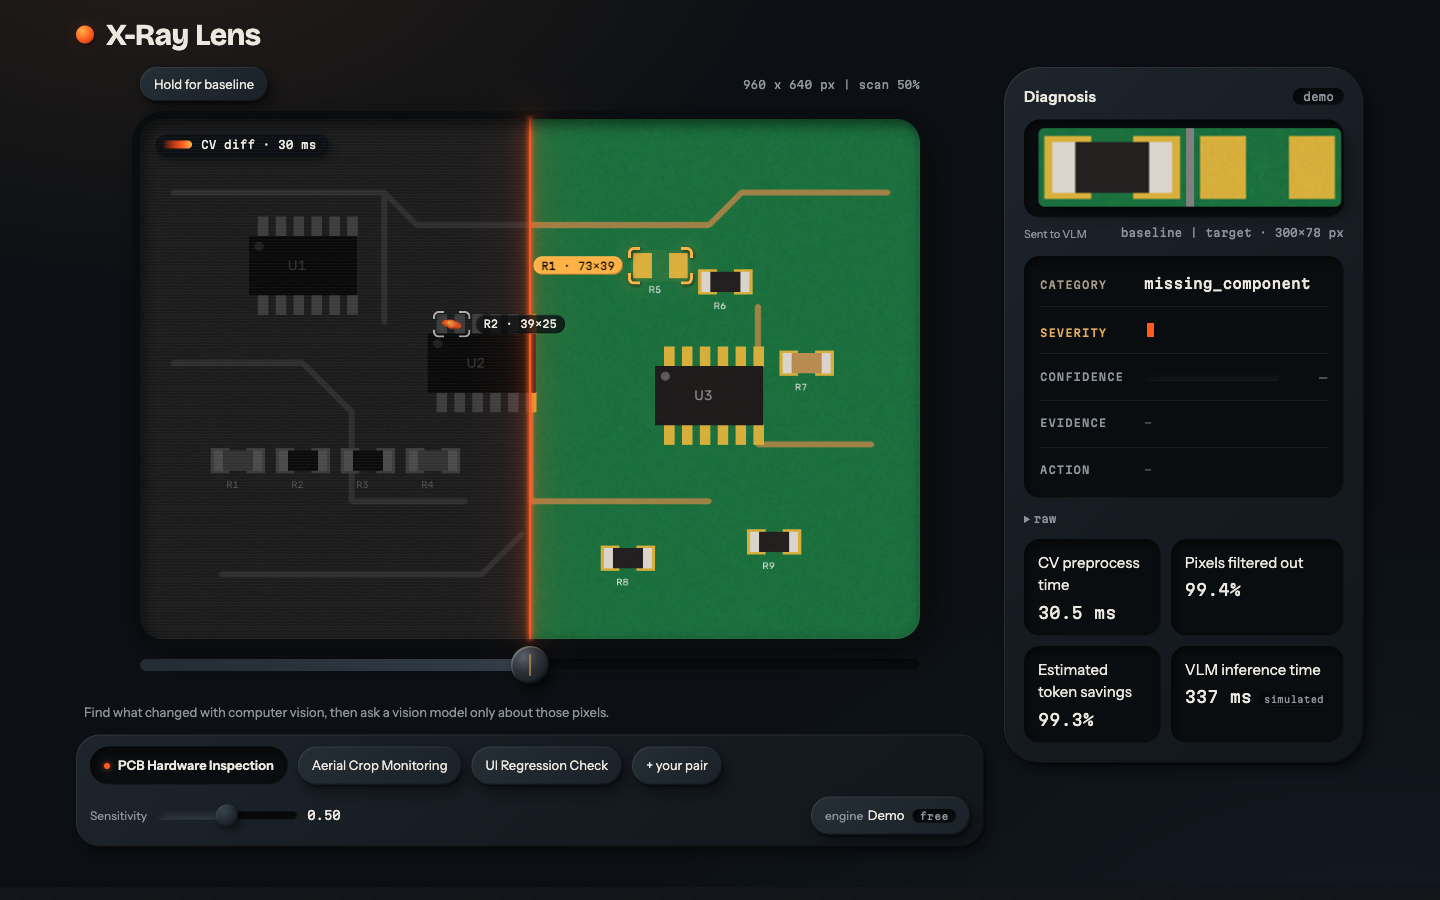 X-Ray Lens
Hold for baseline
960 x 640 px | scan 50%
CV diff · 30 ms
U1
R1 · 73×39
R5
R6
R2 · 39×25
U2
U3
R7
R1
R2
R3
R4
R8
R9
Find what changed with computer vision, then ask a vision model only about those pixels.
PCB Hardware Inspection
Aerial Crop Monitoring
UI Regression Check
+ your pair
Sensitivity
0.50
engine Demo free
Diagnosis
demo
Sent to VLM
baseline | target · 300×78 px
CATEGORY missing_component
SEVERITY
CONFIDENCE –
EVIDENCE –
ACTION –
raw
CV preprocess
time
30.5 ms
Pixels filtered out
99.4%
Estimated
token savings
99.3%
VLM inference time
337 ms simulated